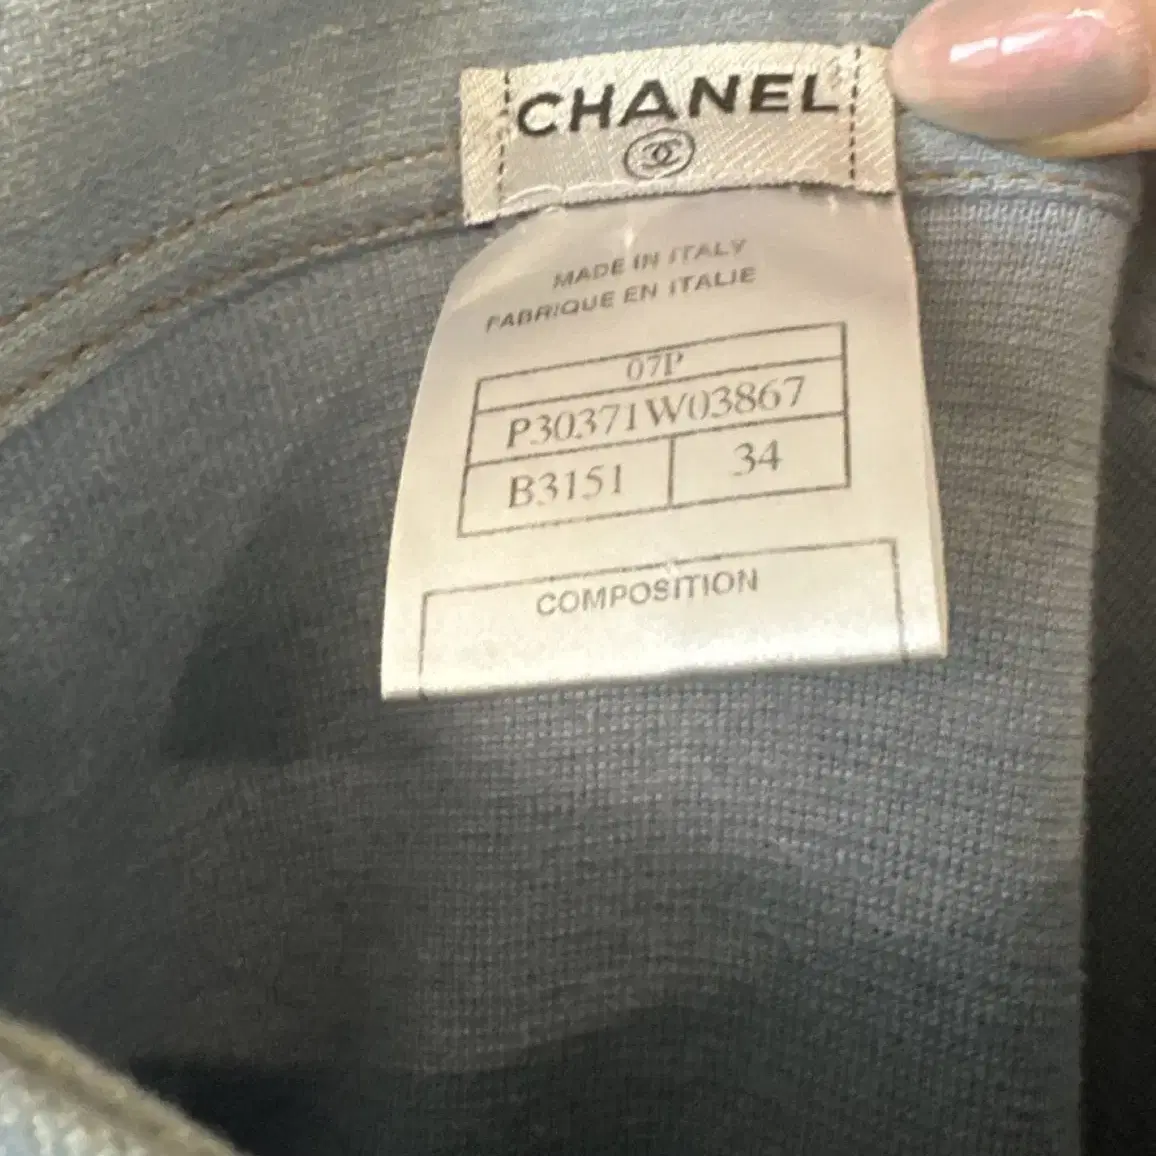 CHANEL
MADE IN ITALY
FABRIQUE EN ITALIE
07P
P30371W03867
B3151 34
COMPOSITION